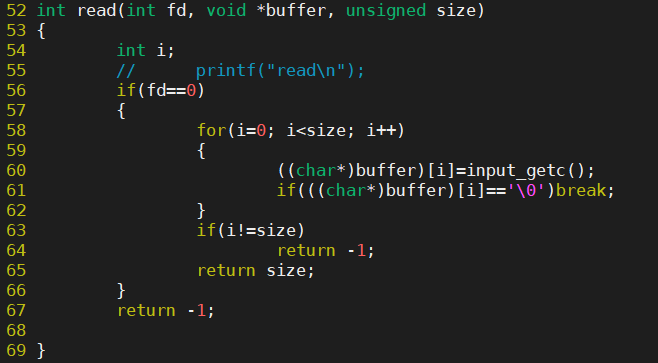 52 int read(int fd, void *buffer, unsigned size)
53 {
54         int i;
55         //      printf("read\n");
56         if(fd==0)
57         {
58                 for(i=0; i<size; i++)
59                 {
60                         ((char*)buffer)[i]=input_getc();
61                         if(((char*)buffer)[i]=='\0')break;
62                 }
63                 if(i!=size)
64                         return -1;
65                 return size;
66         }
67         return -1;
68
69 }